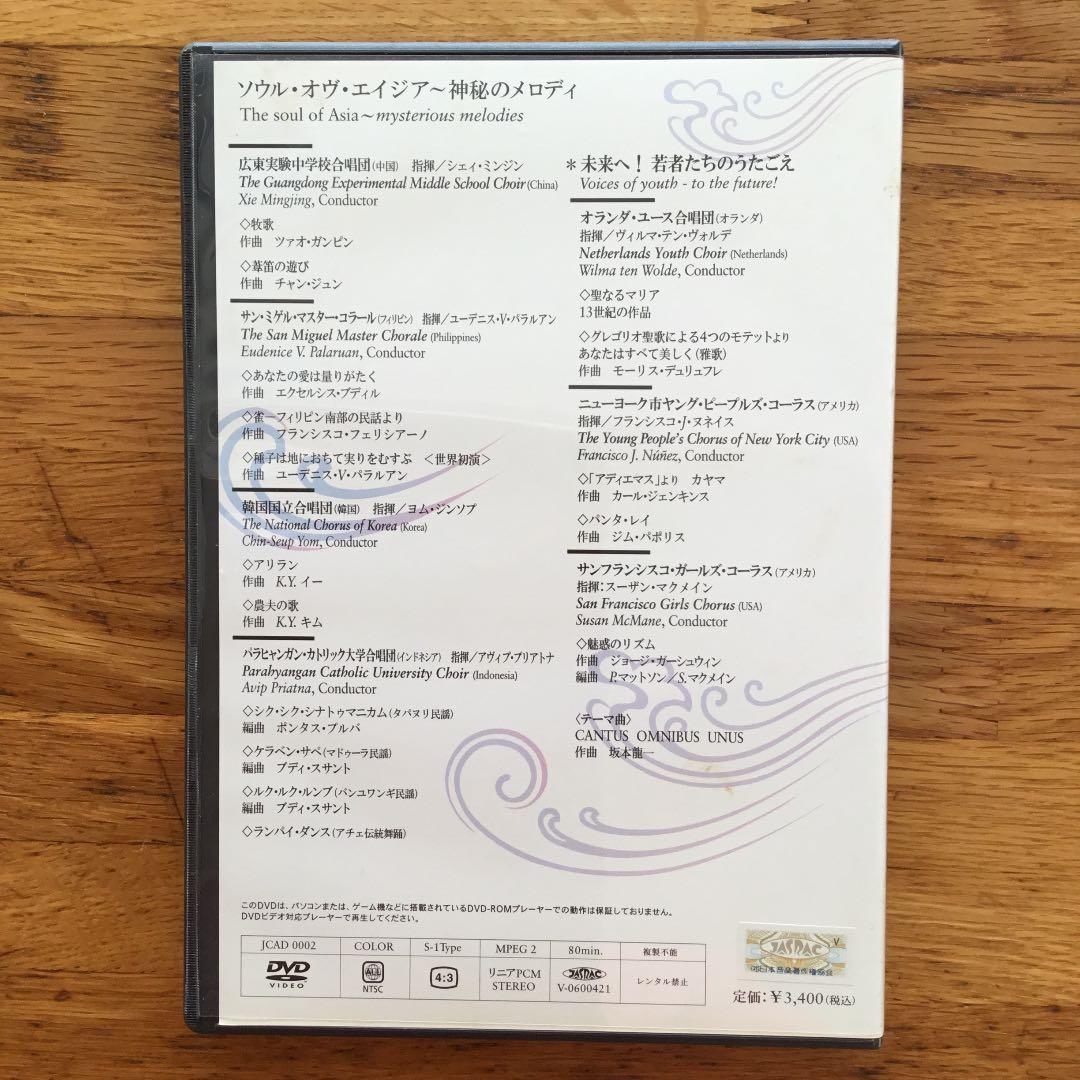 ソウル・オヴ・エイジア～神秘のメロディ
The soul of Asia～mysterious melodies
広東実験中学校合唱団(中国)　指揮／シェィ・ミンジン
The Guangdong Experimental Middle School Choir (China)
Xie Mingjing, Conductor
◇牧歌
作曲　ツァオ・ガンピン
◇葦笛の遊び
作曲　チャン・ジュン
サン・ミゲル・マスター・コラール(フィリピン)　指揮／ユーデニス・V・パラルアン
The San Miguel Master Chorale (Philippines)
Eudenice V. Palaruan, Conductor
◇あなたの愛は量りがたく
作曲　エクセルシス・ブディル
◇雀－フィリピン南部の民話より
作曲　フランシスコ・フェリシアーノ
◇種子は地におちて実りをむすぶ　＜世界初演＞
作曲　ユーデニス・V・パラルアン
韓国国立合唱団(韓国)　指揮／ヨム・ジンソプ
The National Chorus of Korea (Korea)
Chin-Seup Yom, Conductor
◇アリラン
作曲　K.Y. イー
◇農夫の歌
作曲　K.Y. キム
パラヒャンガン・カトリック大学合唱団(インドネシア)　指揮／アヴィプ・プリアトナ
Parahyangan Catholic University Choir (Indonesia)
Avip Priatna, Conductor
◇シク・シク・シナトゥマニカム(タパヌリ民謡)
編曲　ポンタス・プルバ
◇ケラベン・サペ(マドゥーラ民謡)
編曲　ブディ・スサント
◇ルク・ルク・ルンブ(バンユワンギ民謡)
編曲　ブディ・スサント
◇ランパイ・ダンス(アチェ伝統舞踊)
＊未来へ！ 若者たちのうたごえ
Voices of youth - to the future!
オランダ・ユース合唱団(オランダ)
指揮／ヴィルマ・テン・ヴォルデ
Netherlands Youth Choir (Netherlands)
Wilma ten Wolde, Conductor
◇聖なるマリア
13世紀の作品
◇グレゴリオ聖歌による4つのモテットより
あなたはすべて美しく(雅歌)
作曲　モーリス・デュリュフレ
ニューヨーク市ヤング・ピープルズ・コーラス(アメリカ)
指揮／フランシスコ・J・ヌネイス
The Young People's Chorus of New York City (USA)
Francisco J. Núñez, Conductor
◇「アディエマス」より　カヤマ
作曲　カール・ジェンキンス
◇パンタ・レイ
作曲　ジム・パポリス
サンフランシスコ・ガールズ・コーラス(アメリカ)
指揮：スーザン・マクメイン
San Francisco Girls Chorus (USA)
Susan McMane, Conductor
◇魅惑のリズム
作曲　ジョージ・ガーシュウィン
編曲　P.マットソン／S.マクメイン
〈テーマ曲〉
CANTUS OMNIBUS UNUS
作曲　坂本龍一
このDVDは、パソコンまたは、ゲーム機などに搭載されているDVD-ROMプレーヤーでの動作は保証しておりません。
DVDビデオ対応プレーヤーで再生してください。
JCAD 0002
COLOR
S-1Type
MPEG 2
80min.
複製不能
DVD
VIDEO
ALL
NTSC
4:3
リニアPCM
STEREO
JASRAC
V-0600421
レンタル禁止
V
JASRAC
定価：￥3,400(税込)